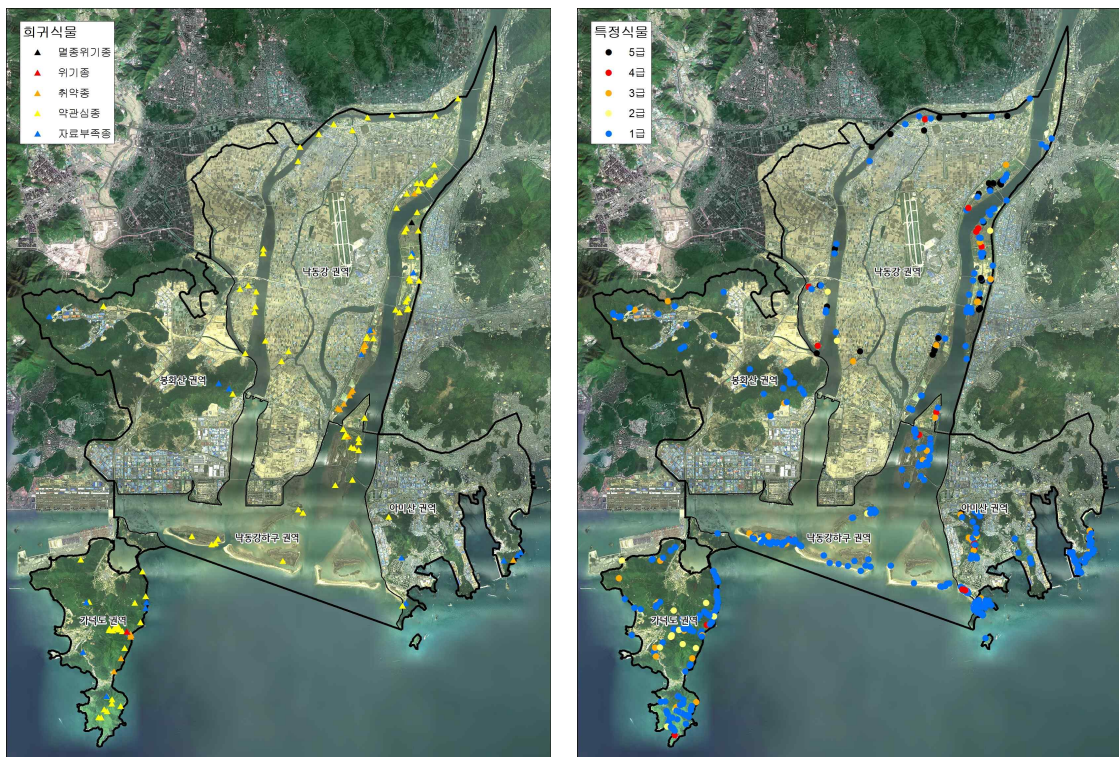 희귀식물
멸종위기종
위기종
취약종
약관심종
자료부족종
낙동강 권역
봉화산 권역
아미산 권역
낙동강하구 권역
가덕도 권역
특정식물
5급
4급
3급
2급
1급
낙동강 권역
봉화산 권역
아미산 권역
낙동강하구 권역
가덕도 권역